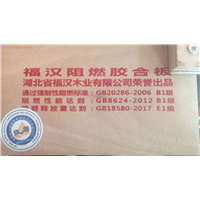 福汉阻燃胶合板
湖北省福汉木业有限公司荣誉出品
通过强制性阻燃标准：GB20286-2006 B1级
阻燃性能达到：GB8624-2012 B1级
释放量达到：GB18580-2017 E1级